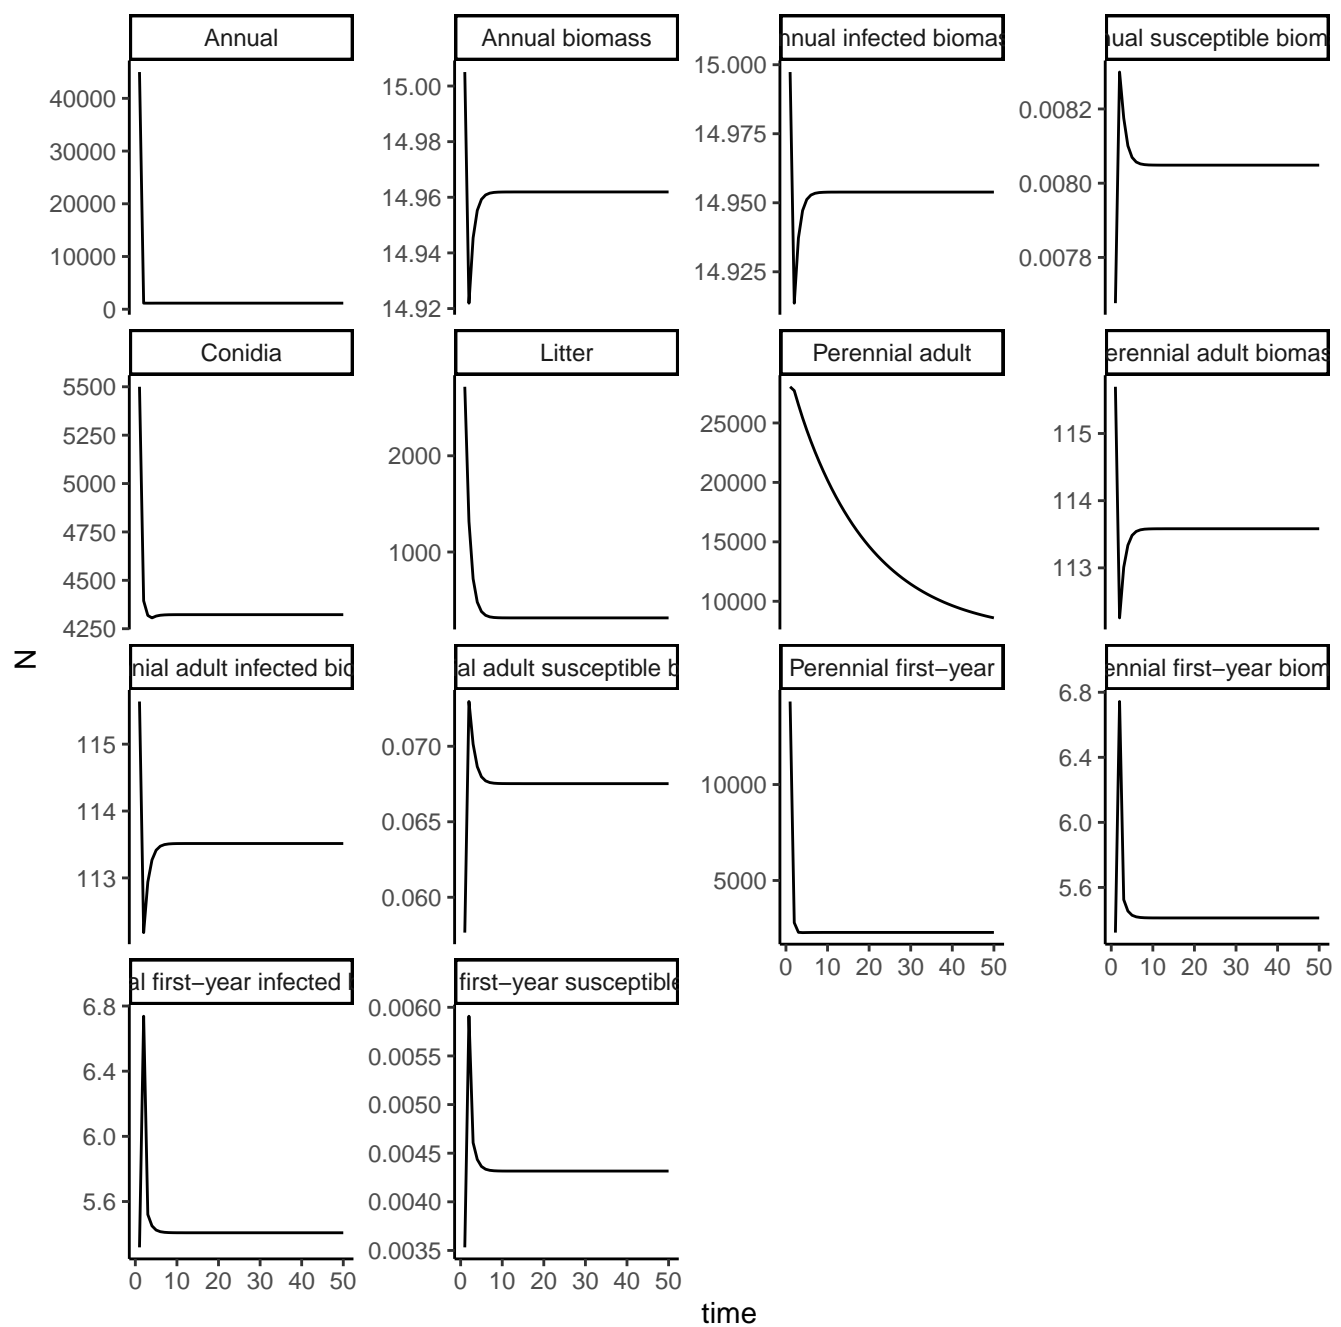 Annual
Annual biomass
nnual infected biomas
ual susceptible biom
40000
30000
20000
10000
0
15.00
14.98
14.96
14.94
14.92
15.000
14.975
14.950
14.925
0.0082
0.0080
0.0078
Conidia
Litter
Perennial adult
erennial adult biomas
5500
5250
5000
4750
4500
4250
2000
1000
25000
20000
15000
10000
115
114
113
N
nial adult infected bio
al adult susceptible b
Perennial first−year
ennial first−year biom
115
114
113
0.070
0.065
0.060
10000
5000
0 10 20 30 40 50
6.8
6.4
6.0
5.6
0 10 20 30 40 50
al first−year infected
first−year susceptible
6.8
6.4
6.0
5.6
0 10 20 30 40 50
0.0060
0.0055
0.0050
0.0045
0.0040
0.0035
0 10 20 30 40 50
time